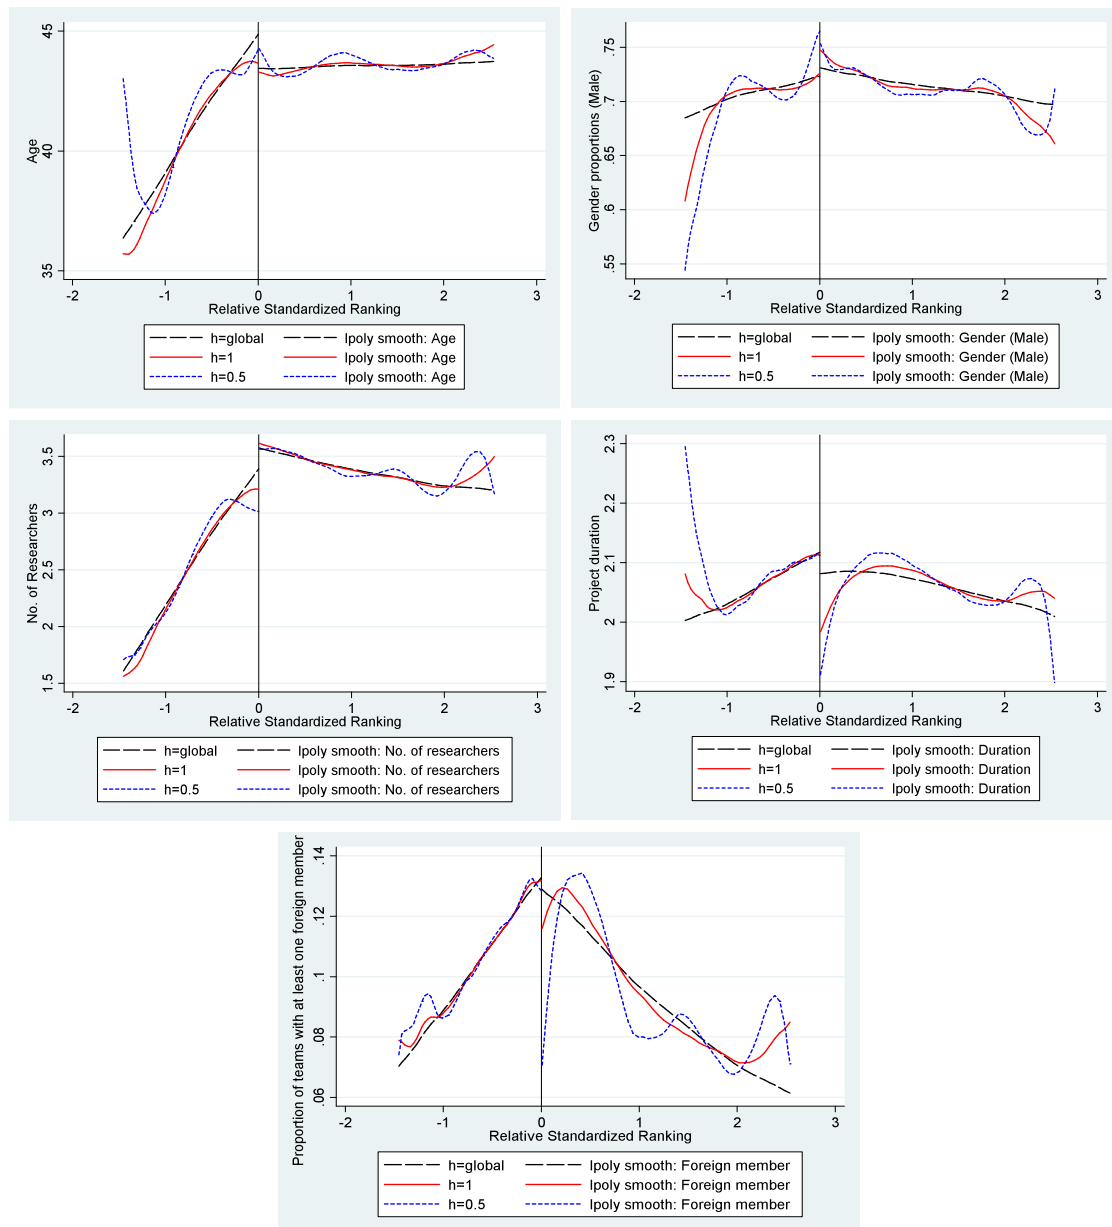 Age
45
40
35
-2 -1 0 1 2 3
Relative Standardized Ranking
h=global lpoly smooth: Age
h=1 lpoly smooth: Age
h=0.5 lpoly smooth: Age
Gender proportions (Male)
.75
.7
.65
.6
.55
-2 -1 0 1 2 3
Relative Standardized Ranking
h=global lpoly smooth: Gender (Male)
h=1 lpoly smooth: Gender (Male)
h=0.5 lpoly smooth: Gender (Male)
No. of Researchers
3.5
3
2.5
2
1.5
-2 -1 0 1 2 3
Relative Standardized Ranking
h=global lpoly smooth: No. of researchers
h=1 lpoly smooth: No. of researchers
h=0.5 lpoly smooth: No. of researchers
Project duration
2.3
2.2
2.1
2
1.9
-2 -1 0 1 2 3
Relative Standardized Ranking
h=global lpoly smooth: Duration
h=1 lpoly smooth: Duration
h=0.5 lpoly smooth: Duration
Proportion of teams with at least one foreign member
.14
.12
.1
.08
.06
-2 -1 0 1 2 3
Relative Standardized Ranking
h=global lpoly smooth: Foreign member
h=1 lpoly smooth: Foreign member
h=0.5 lpoly smooth: Foreign member